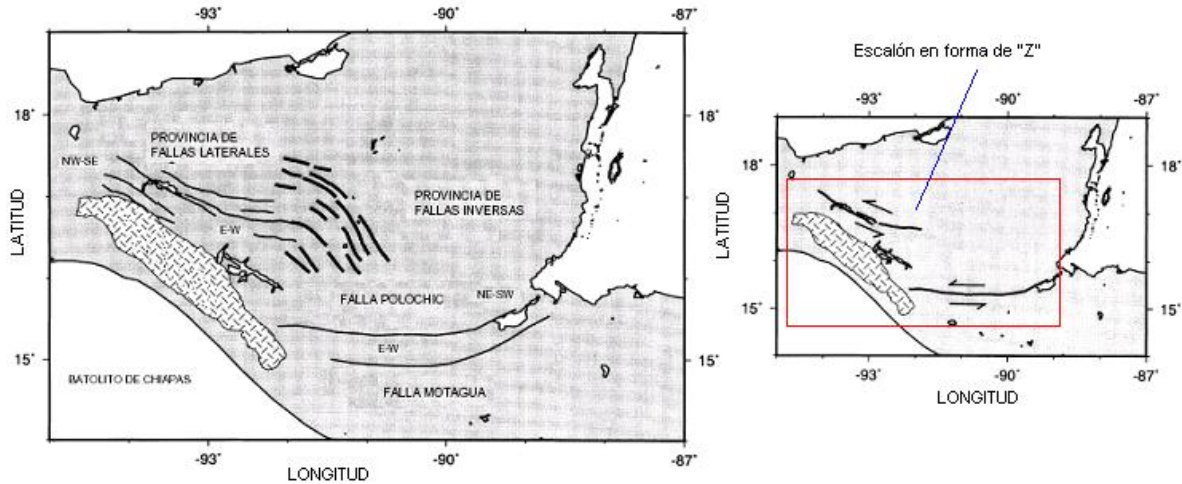 -93° -90° -87°
18°
PROVINCIA DE
FALLAS LATERALES
NW-SE
PROVINCIA DE
FALLAS INVERSAS
E-W
FALLA POLOCHIC
NE-SW
E-W
15°
BATOLITO DE CHIAPAS
FALLA MOTAGUA
18°
15°
-93° -90° -87°
LATITUD
LONGITUD
Escalón en forma de "Z"
-93° -90° -87°
18°
15°
18°
15°
-93° -90° -87°
LATITUD
LONGITUD